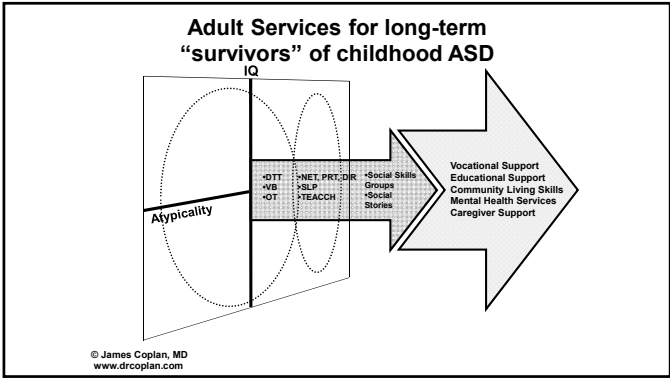 Adult Services for long-term
“survivors” of childhood ASD
IQ
Atypicality
•DTT
•VB
•OT
•NET, PRT, DIR
•SLP
•TEACCH
•Social Skills
Groups
•Social
Stories
Vocational Support
Educational Support
Community Living Skills
Mental Health Services
Caregiver Support
© James Coplan, MD
www.drcoplan.com